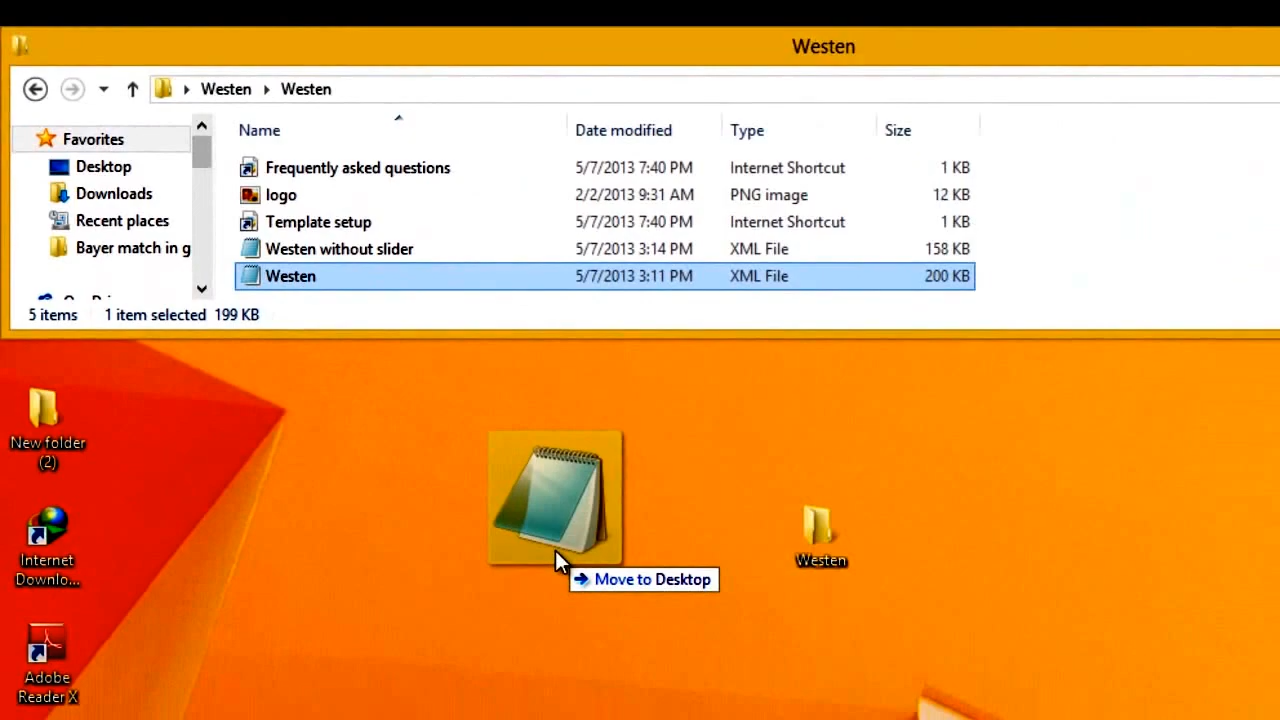 Westen
Westen Westen
Name Date modified Type Size
Favorites
Desktop
Downloads
Recent places
Bayer match in g
Frequently asked questions 5/7/2013 7:40 PM Internet Shortcut 1 KB
logo 2/2/2013 9:31 AM PNG image 12 KB
Template setup 5/7/2013 7:40 PM Internet Shortcut 1 KB
Westen without slider 5/7/2013 3:14 PM XML File 158 KB
Westen 5/7/2013 3:11 PM XML File 200 KB
5 items 1 item selected 199 KB
New folder
(2)
Internet
Downlo...
Adobe
Reader X
Move to Desktop
Westen